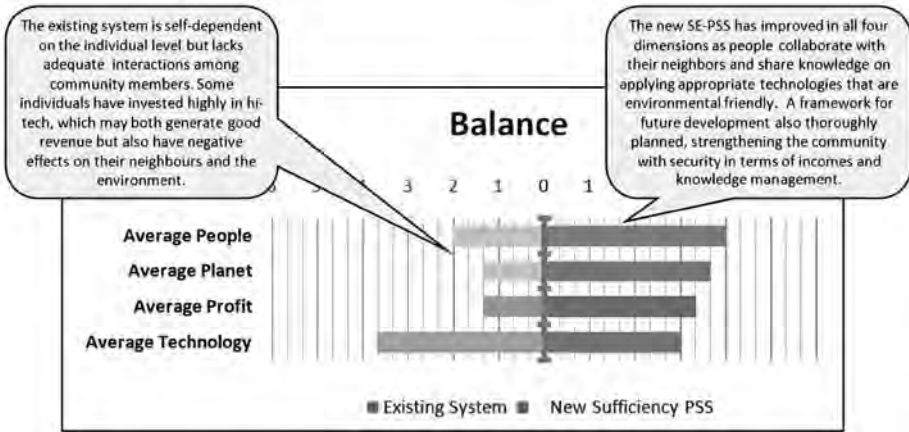 The existing system is self-dependent
on the individual level but lacks
adequate interactions among
community members. Some
individuals have invested highly in hi-
tech, which may both generate good
revenue but also have negative
effects on their neighbours and the
environment.
The new SE-PSS has improved in all four
dimensions as people collaborate with
their neighbors and share knowledge on
applying appropriate technologies that are
environmental friendly. A framework for
future development also thoroughly
planned, strengthening the community
with security in terms of incomes and
knowledge management.
Balance
3 2 1 0 1
Average People
Average Planet
Average Profit
Average Technology
Existing System New Sufficiency PSS